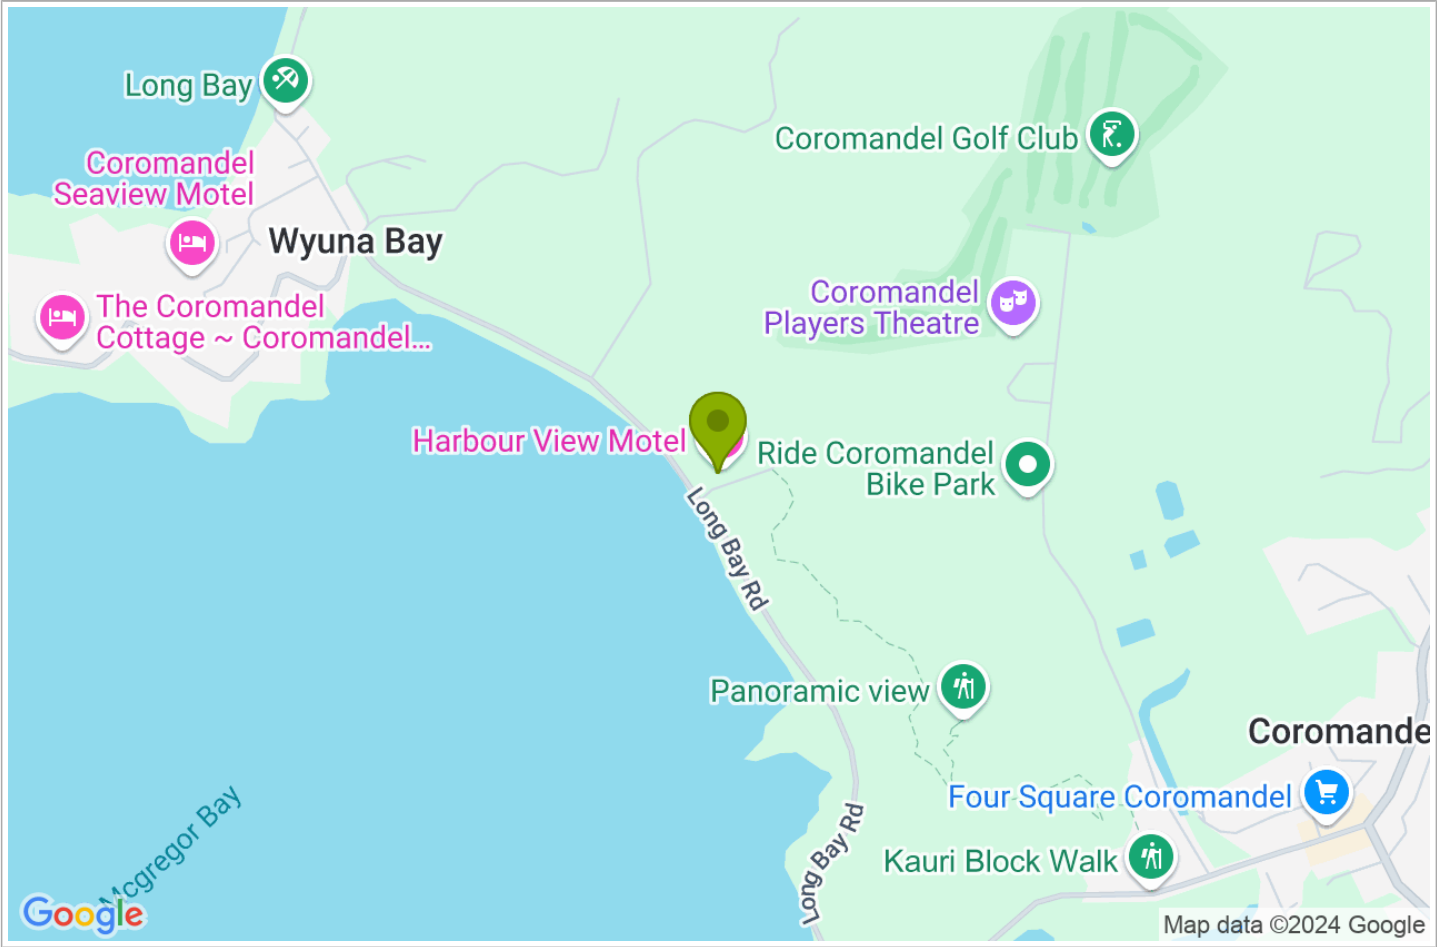 Long Bay
Coromandel Golf Club
Coromandel
Seaview Motel
Wyuna Bay
Coromandel
Players Theatre
The Coromandel
Cottage ~ Coromandel...
Harbour View Motel
Ride Coromandel
Bike Park
Long Bay Rd
Panoramic view
Coromande
Four Square Coromandel
Mcgregor Bay
Long Bay Rd
Kauri Block Walk
Google
Map data ©2024 Google